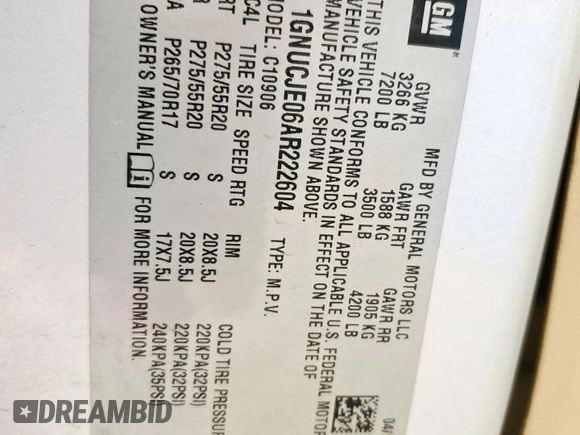 GM ®
MFD BY GENERAL MOTORS LLC 04/
GVWR GAWR FRT GAWR RR
3266 KG 1588 KG 1905 KG
7200 LB 3500 LB 4200 LB
THIS VEHICLE CONFORMS TO ALL APPLICABLE U.S. FEDERAL MOTOR
VEHICLE SAFETY STANDARDS IN EFFECT ON THE DATE OF
MANUFACTURE SHOWN ABOVE.
1GNUCJE06AR222604 TYPE: M.P.V.
MODEL: C10906
C4L TIRE SIZE SPEED RTG RIM COLD TIRE PRESSUR
RT P275/55R20 S 20X8.5J 220KPA(32PSI)
R P275/55R20 S 20X8.5J 220KPA(32PSI)
A P265/70R17 S 17X7.5J 240KPA(35PSI
OWNER'S MANUAL FOR MORE INFORMATION.
DREAMBID